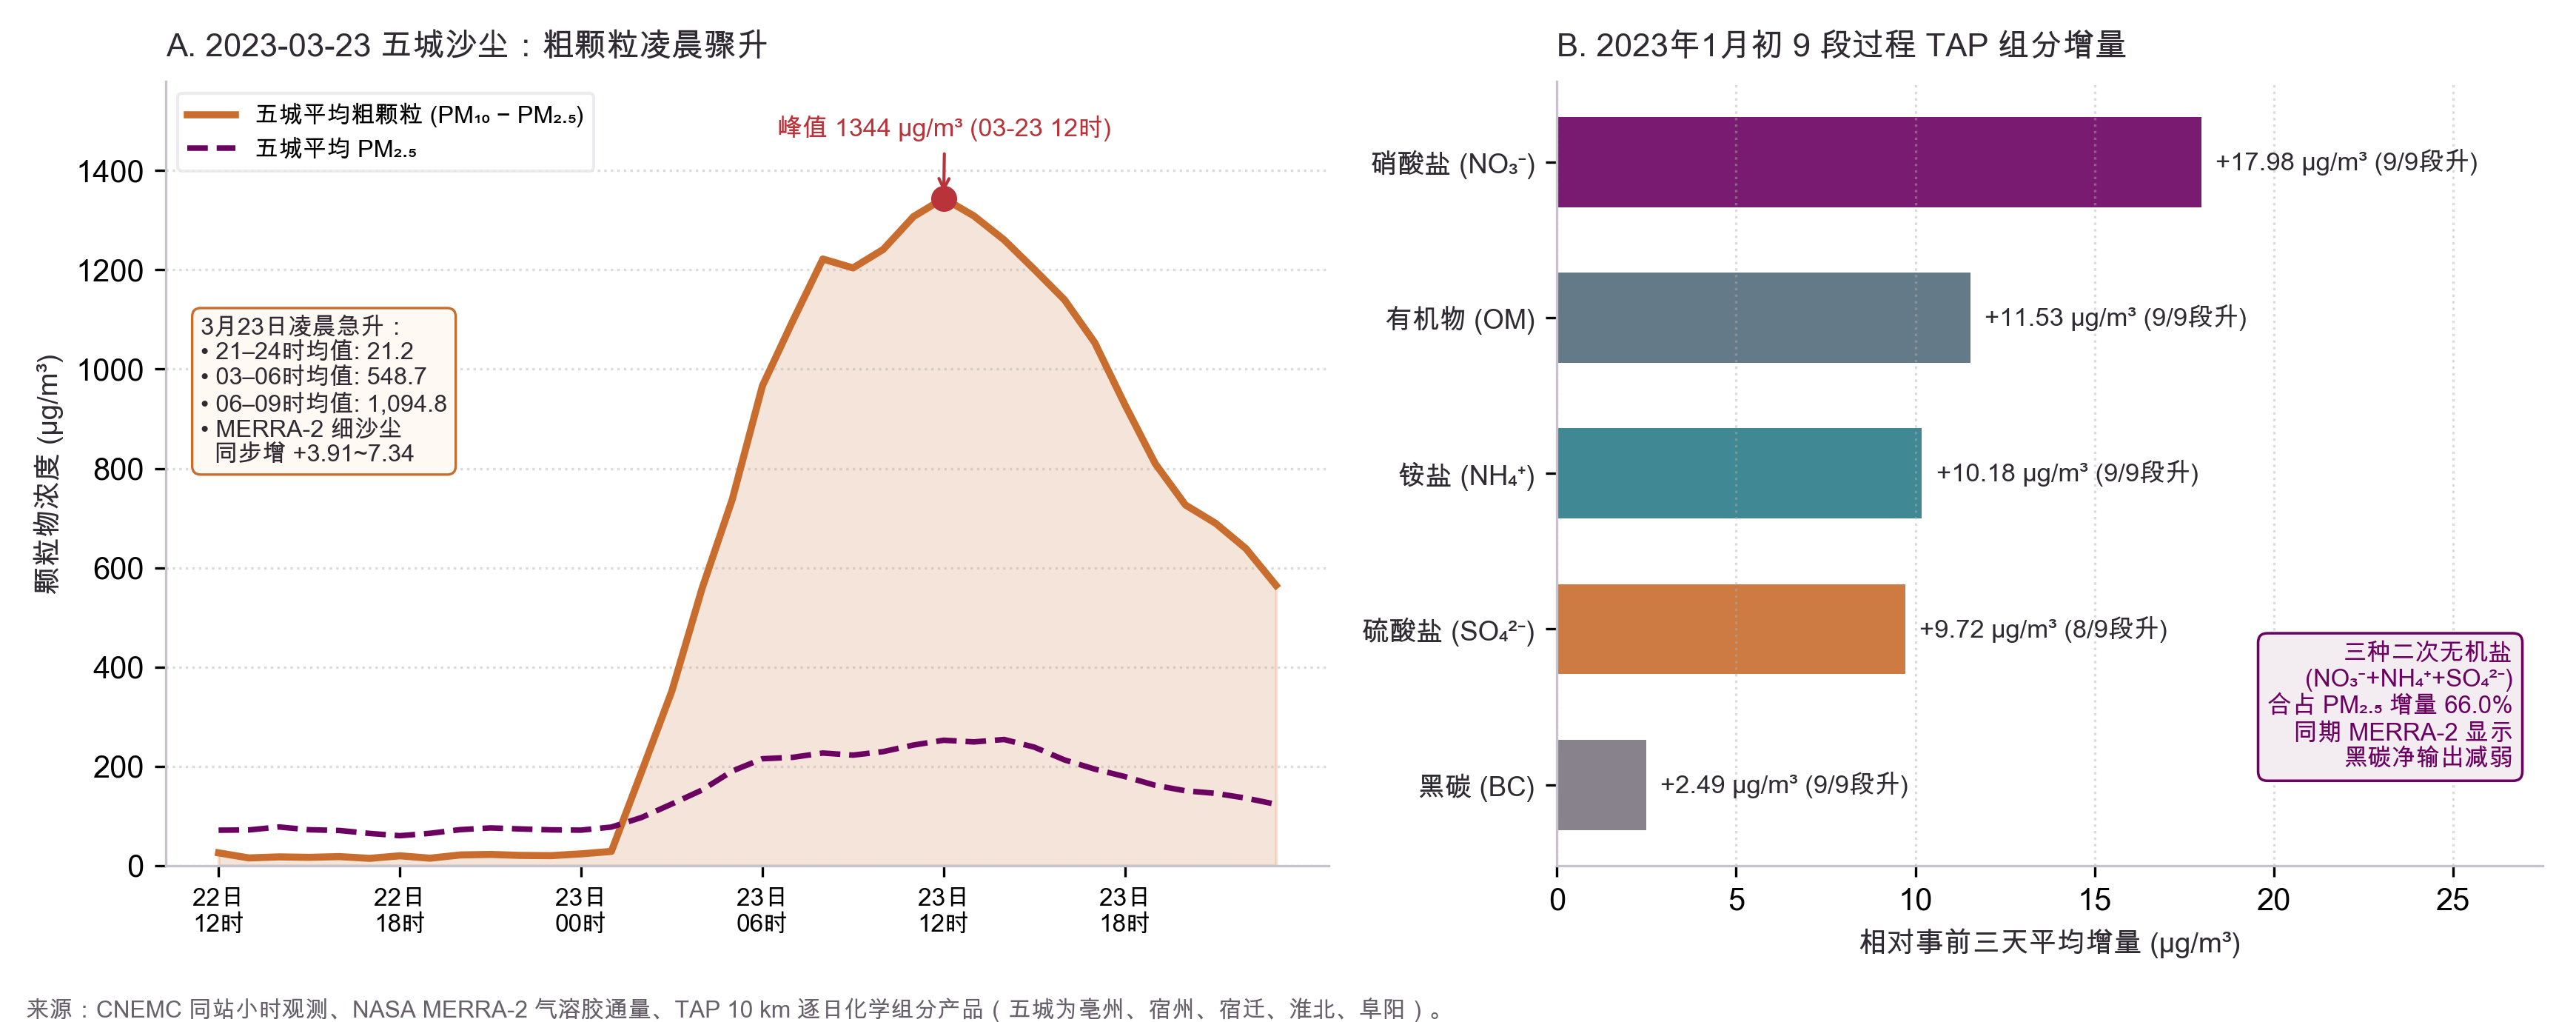 A. 2023-03-23 五城沙尘：粗颗粒凌晨骤升
五城平均粗颗粒 (PM₁₀ − PM₂.₅)
五城平均 PM₂.₅
峰值 1344 µg/m³ (03-23 12时)
3月23日凌晨急升：
• 21–24时均值: 21.2
• 03–06时均值: 548.7
• 06–09时均值: 1,094.8
• MERRA-2 细沙尘
同步增 +3.91~7.34
颗粒物浓度 (µg/m³)
1400
1200
1000
800
600
400
200
0
22日
12时
22日
18时
23日
00时
23日
06时
23日
12时
23日
18时
B. 2023年1月初 9 段过程 TAP 组分增量
硝酸盐 (NO₃⁻)
+17.98 µg/m³ (9/9段升)
有机物 (OM)
+11.53 µg/m³ (9/9段升)
铵盐 (NH₄⁺)
+10.18 µg/m³ (9/9段升)
硫酸盐 (SO₄²⁻)
+9.72 µg/m³ (8/9段升)
黑碳 (BC)
+2.49 µg/m³ (9/9段升)
三种二次无机盐
(NO₃⁻+NH₄⁺+SO₄²⁻)
合占 PM₂.₅ 增量 66.0%
同期 MERRA-2 显示
黑碳净输出减弱
0
5
10
15
20
25
相对事前三天平均增量 (µg/m³)
来源：CNEMC 同站小时观测、NASA MERRA-2 气溶胶通量、TAP 10 km 逐日化学组分产品（五城为亳州、宿州、宿迁、淮北、阜阳）。